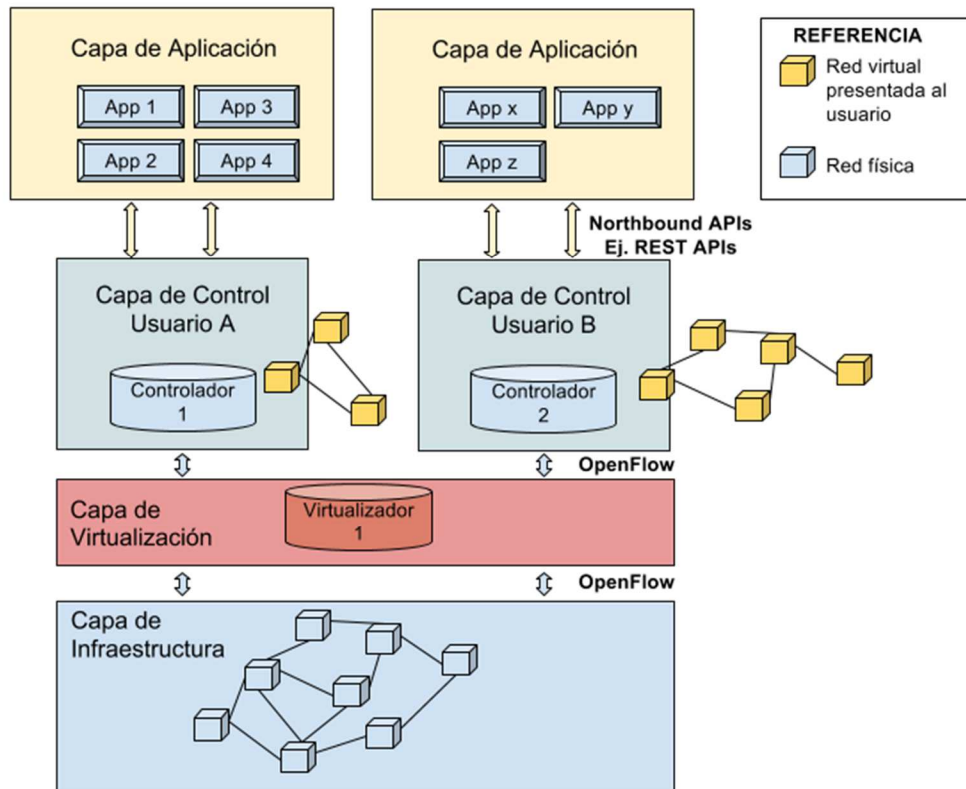 Capa de Aplicación
App 1
App 3
App 2
App 4
Capa de Aplicación
App x
App y
App z
REFERENCIA
Red virtual
presentada al
usuario
Red física
Northbound APIs
Ej. REST APIs
Capa de Control
Usuario A
Controlador
1
Capa de Control
Usuario B
Controlador
2
OpenFlow
Capa de
Virtualización
Virtualizador
1
OpenFlow
Capa de
Infraestructura